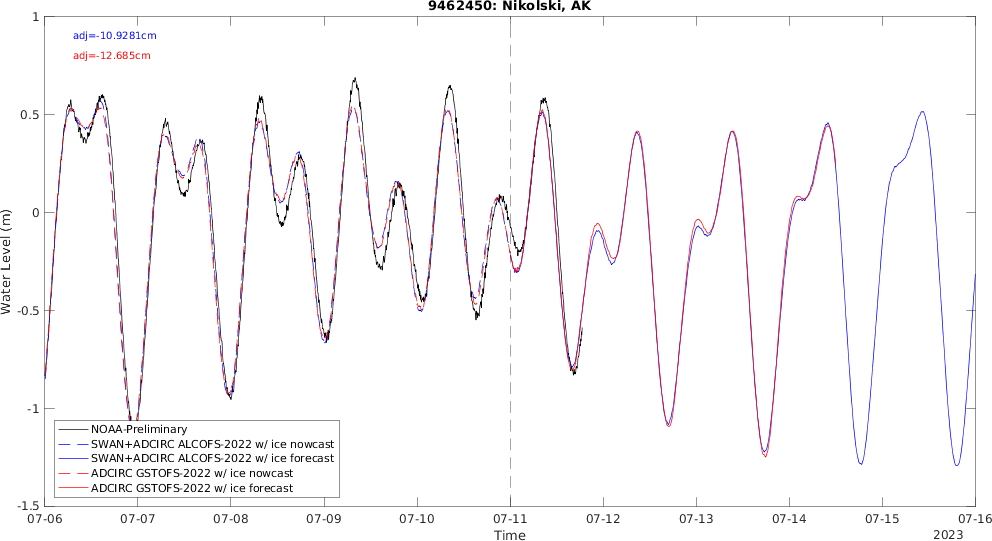 9462450: Nikolski, AK
adj=-10.9281cm
adj=-12.685cm
Water Level (m)
1
0.5
0
-0.5
-1
-1.5
NOAA-Preliminary
SWAN+ADCIRC ALCOFS-2022 w/ ice nowcast
SWAN+ADCIRC ALCOFS-2022 w/ ice forecast
ADCIRC GSTOFS-2022 w/ ice nowcast
ADCIRC GSTOFS-2022 w/ ice forecast
07-06 07-07 07-08 07-09 07-10 07-11 07-12 07-13 07-14 07-15 07-16
Time
2023